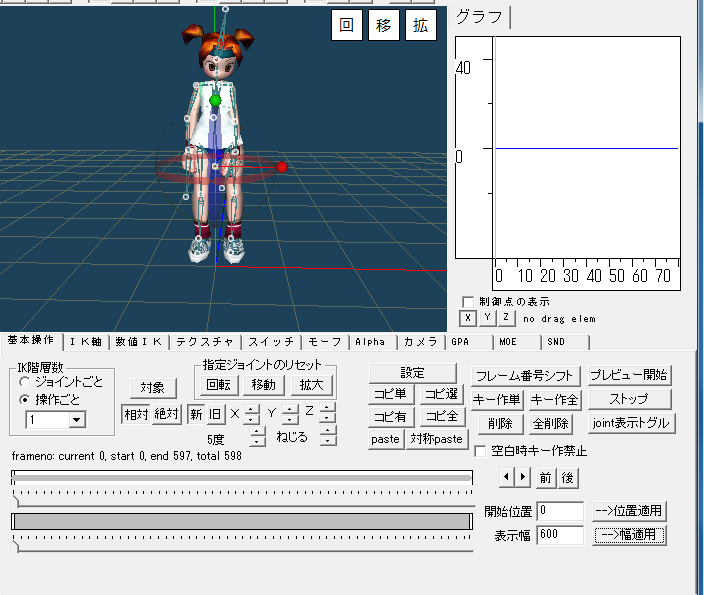 回 移 拡
グラフ
40
0
0 10 20 30 40 50 60 70
制御点の表示
X Y Z no drag elem
基本操作 ＩＫ軸 数値ＩＫ テクスチャ スイッチ モーフ Alpha カメラ GPA MOE SND
IK階層数
ジョイントごと
操作ごと
1
対象
相対 絶対
指定ジョイントのリセット
回転 移動 拡大
新 旧 X Y Z
5度 ねじる
設定
コピ単 コピ選
コピ有 コピ全
paste 対称paste
フレーム番号シフト
キー作単 キー作全
削除 全削除
空白時キー作禁止
プレビュー開始
ストップ
joint表示トグル
frameno: current 0, start 0, end 597, total 598
前 後
開始位置 0 -->位置適用
表示幅 600 -->幅適用